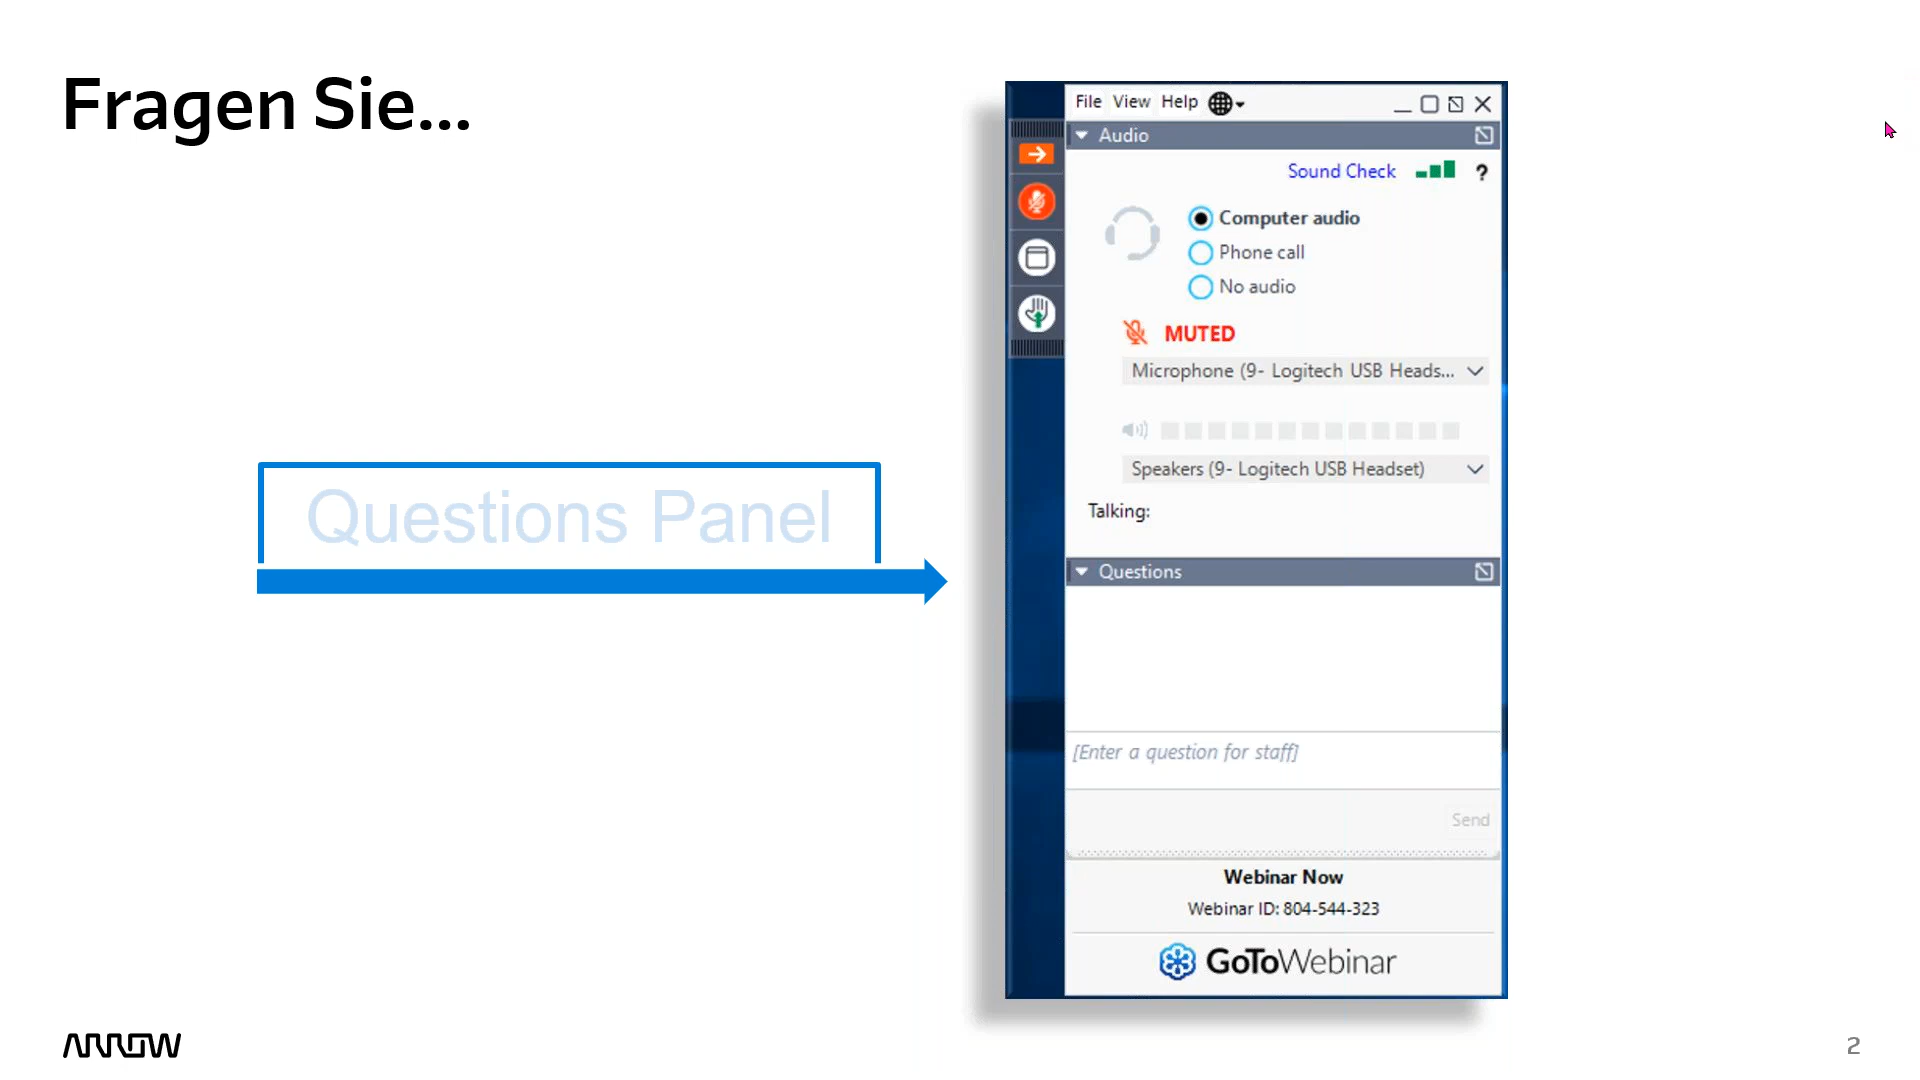 Fragen Sie...
Questions Panel
File View Help
Audio
Sound Check ?
Computer audio
Phone call
No audio
MUTED
Microphone (9- Logitech USB Heads...
Speakers (9- Logitech USB Headset)
Talking:
Questions
[Enter a question for staff]
Send
Webinar Now
Webinar ID: 804-544-323
GoToWebinar
ARROW
2